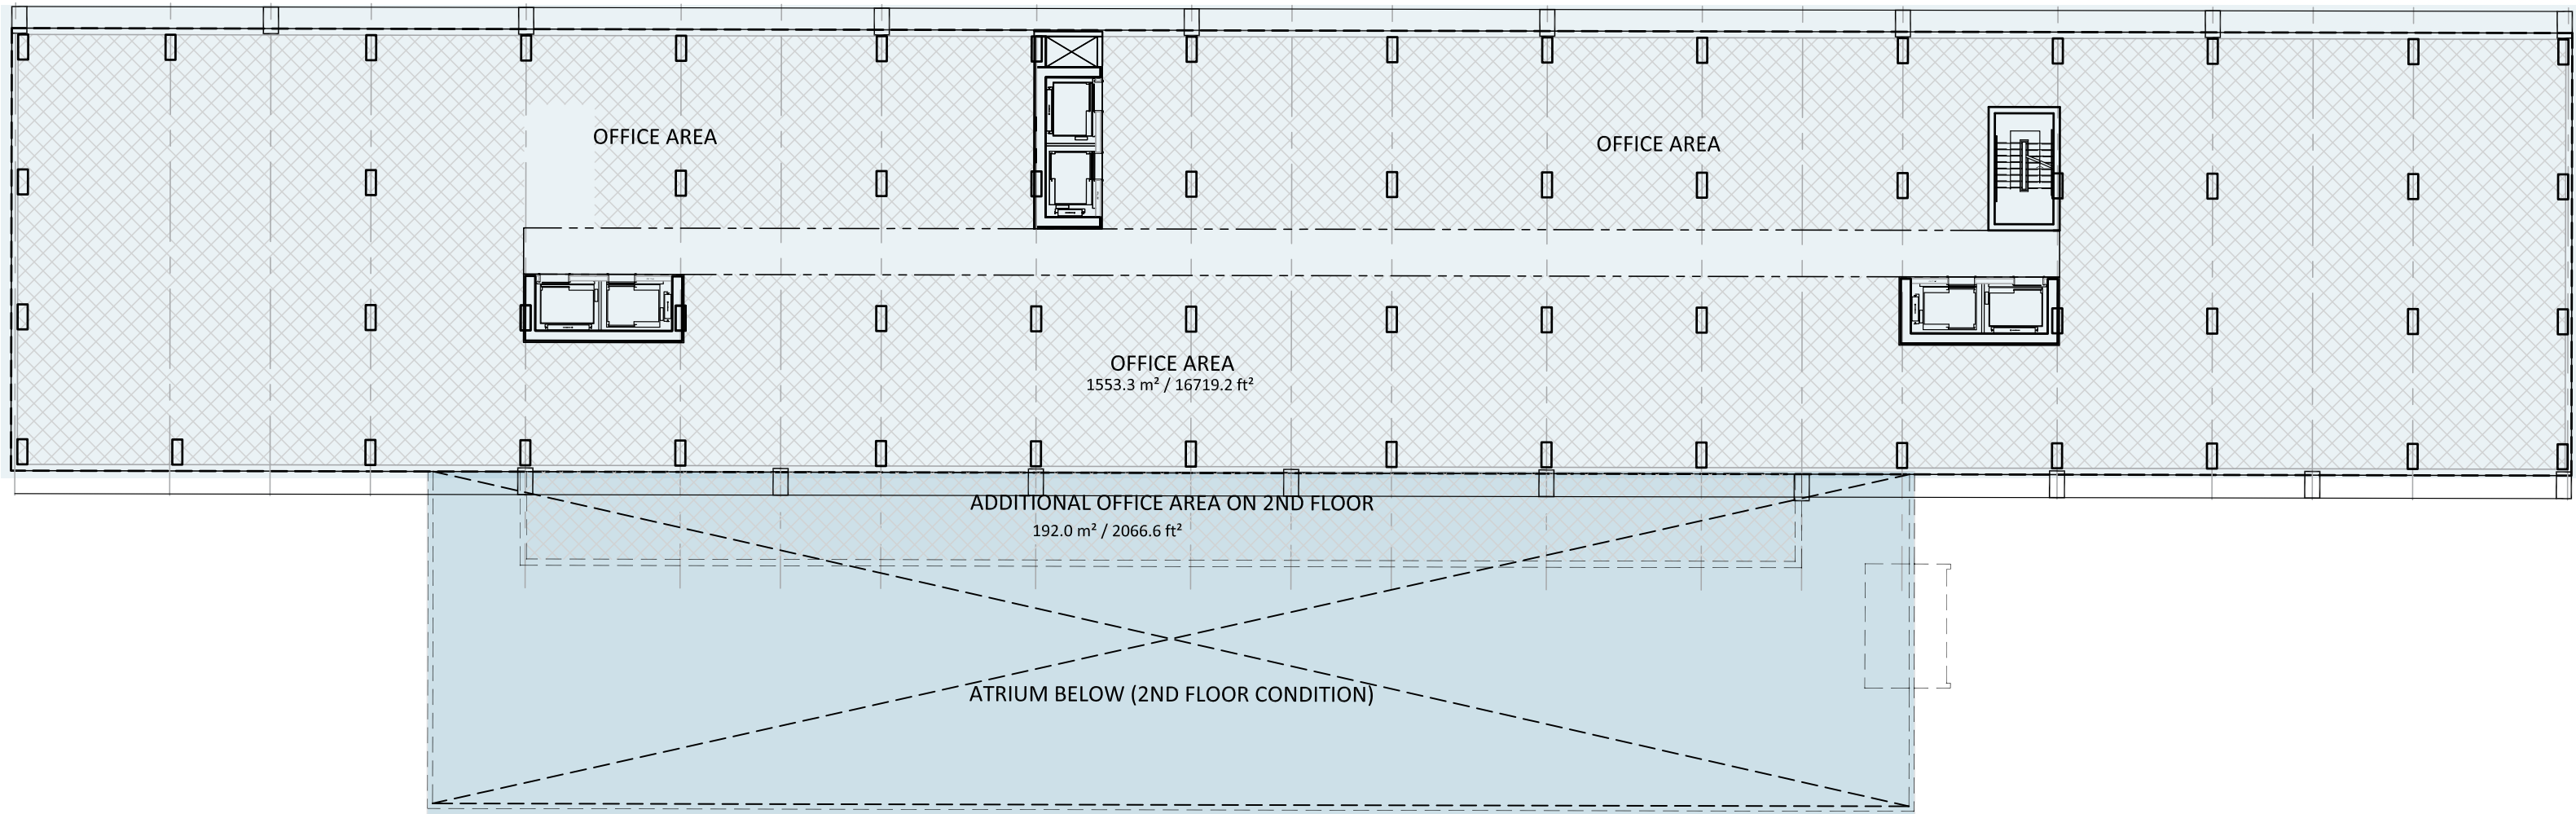 OFFICE AREA
OFFICE AREA
OFFICE AREA
1553.3 m² / 16719.2 ft²
ADDITIONAL OFFICE AREA ON 2ND FLOOR
192.0 m² / 2066.6 ft²
ATRIUM BELOW (2ND FLOOR CONDITION)